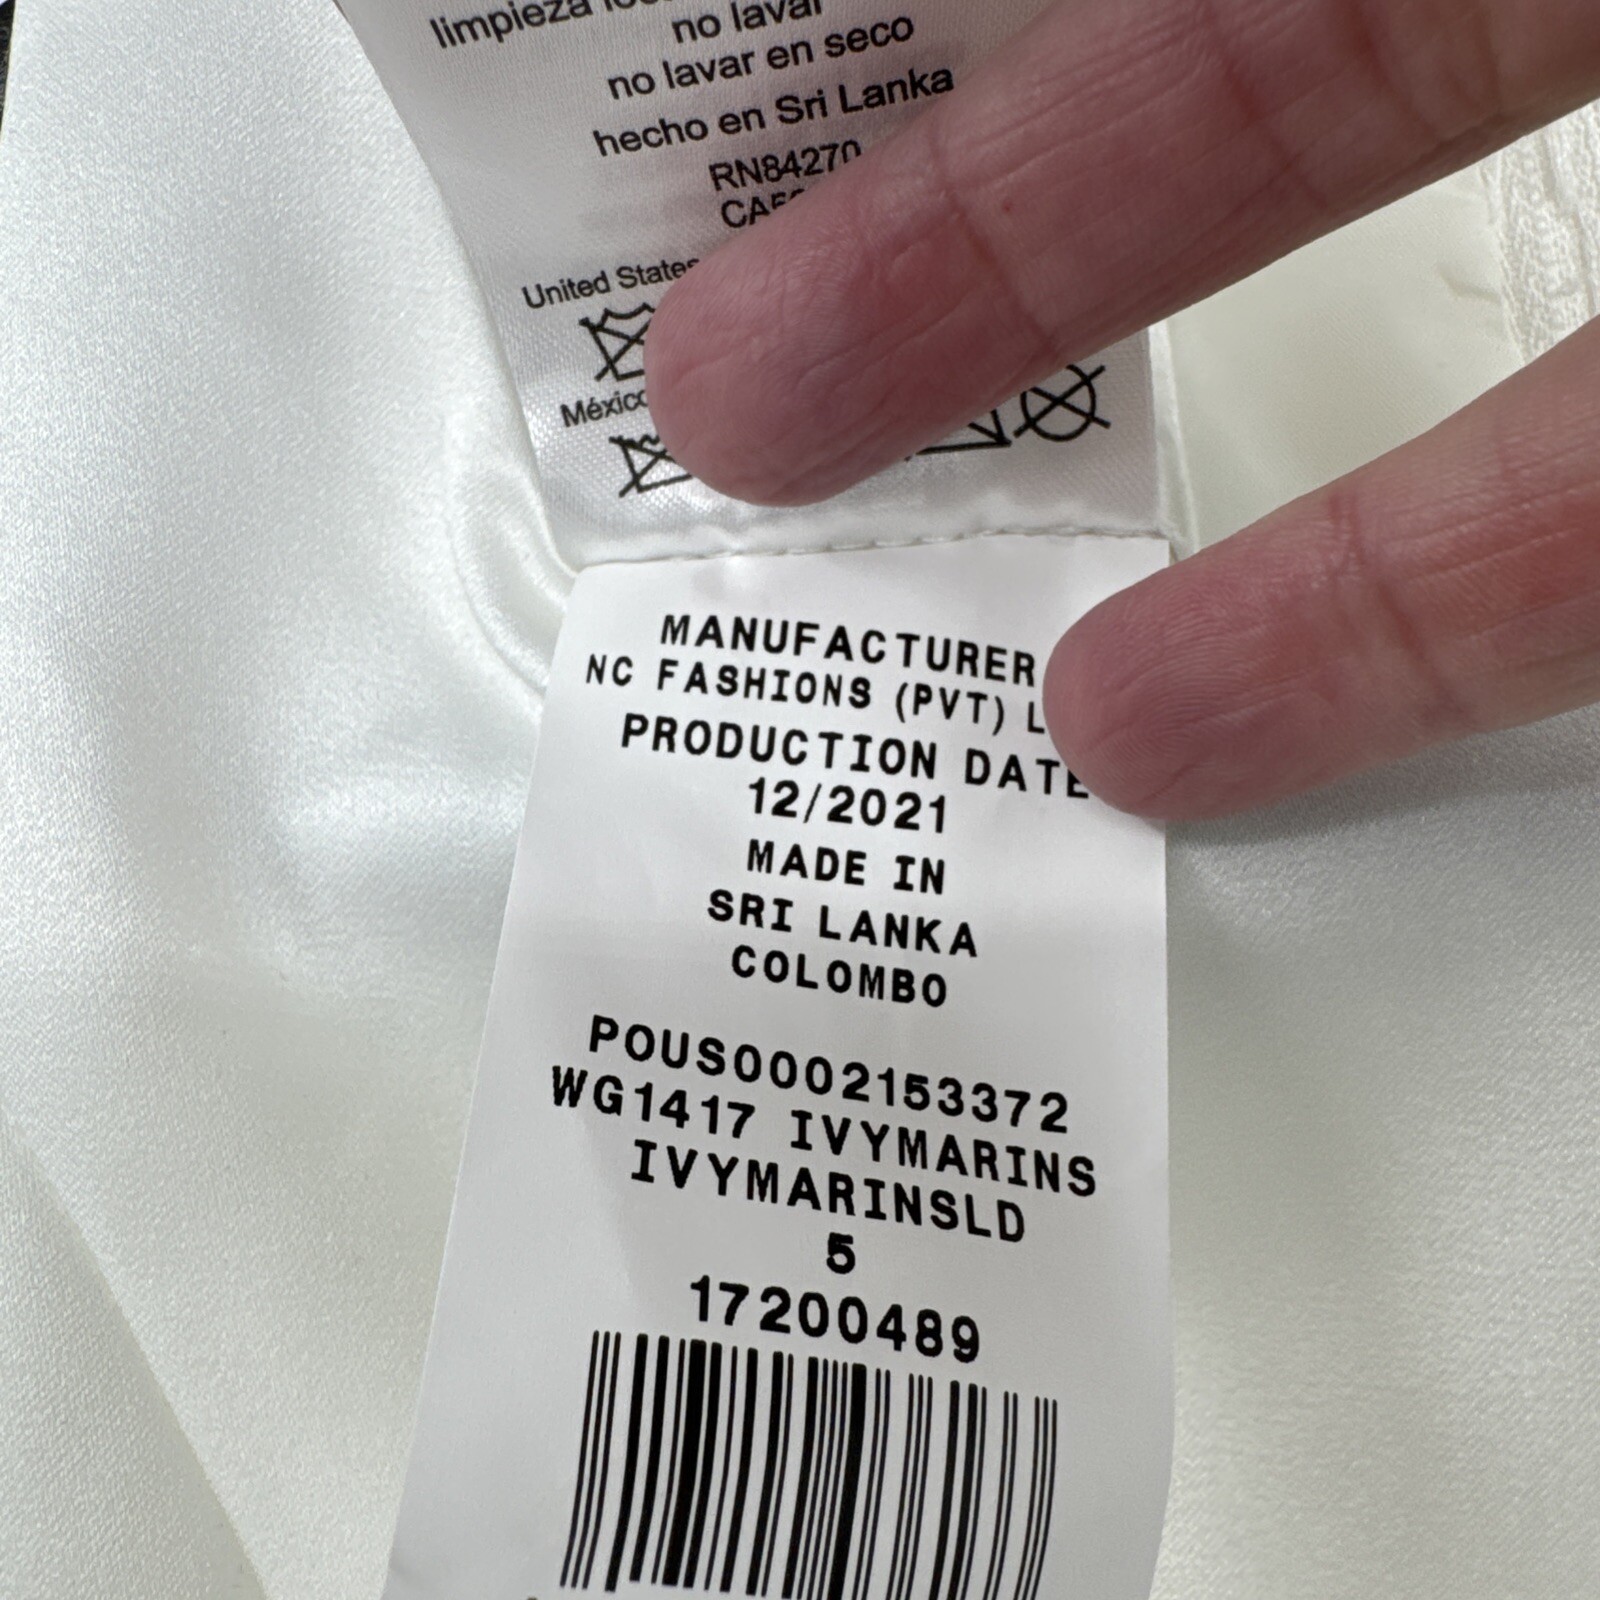 limpieza
no lavar
no lavar en seco
hecho en Sri Lanka
RN84270
United States
México
MANUFACTURER
NC FASHIONS (PVT)
PRODUCTION DATE
12/2021
MADE IN
SRI LANKA
COLOMBO
POUS0002153372
WG1417 IVYMARINS
IVYMARINSLD
5
17200489